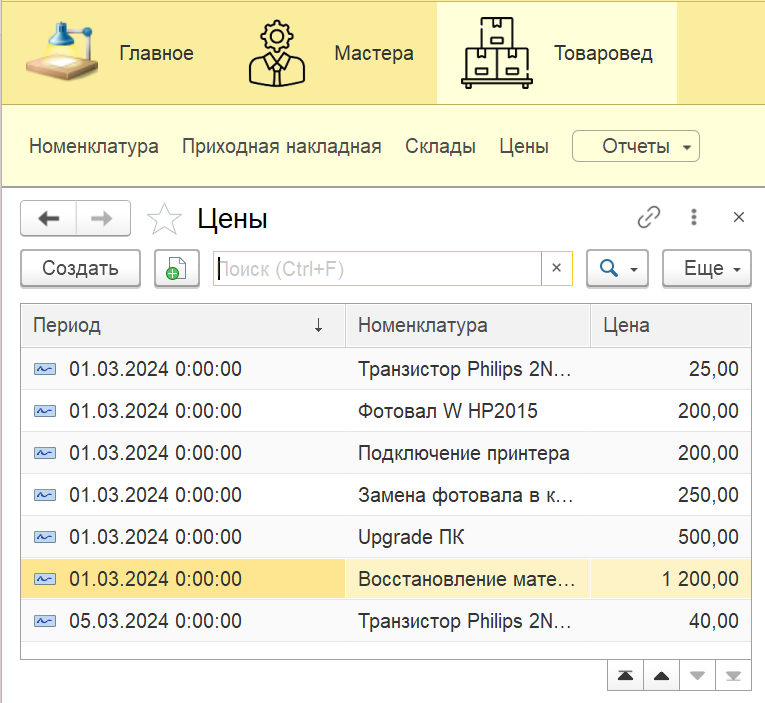 Главное Мастера Товаровед
Номенклатура Приходная накладная Склады Цены Отчеты
Цены
Создать Поиск (Ctrl+F) × Еще
Период ↓ Номенклатура Цена
01.03.2024 0:00:00 Транзистор Philips 2N... 25,00
01.03.2024 0:00:00 Фотовал W HP2015 200,00
01.03.2024 0:00:00 Подключение принтера 200,00
01.03.2024 0:00:00 Замена фотовала в к... 250,00
01.03.2024 0:00:00 Upgrade ПК 500,00
01.03.2024 0:00:00 Восстановление мате... 1 200,00
05.03.2024 0:00:00 Транзистор Philips 2N... 40,00